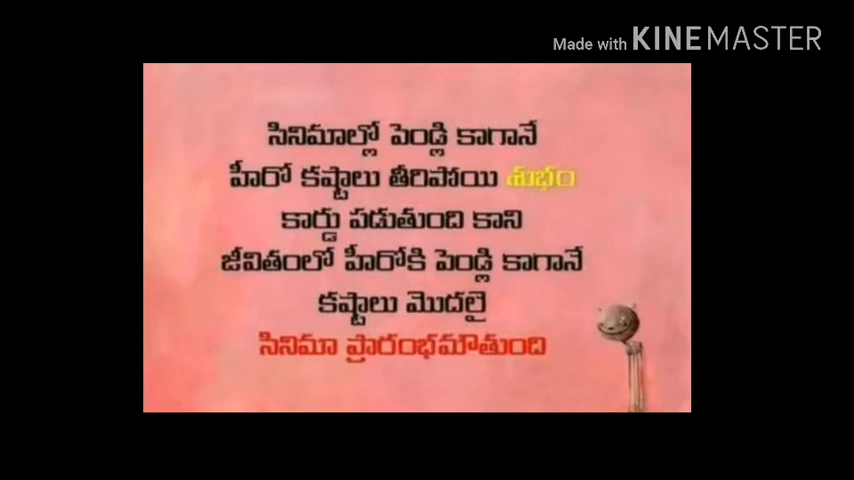 Made with KINEMASTER
సినిమాల్లో పెండ్లి కాగానే
హీరో కష్టాలు తీరిపోయి శుభం
కార్డు పడుతుంది కాని
జీవితంలో హీరోకి పెండ్లి కాగానే
కష్టాలు మొదలై
సినిమా ప్రారంభమౌతుంది